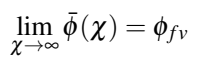 lim_{χ→∞} ϕ̄(χ) = ϕ_{fv}